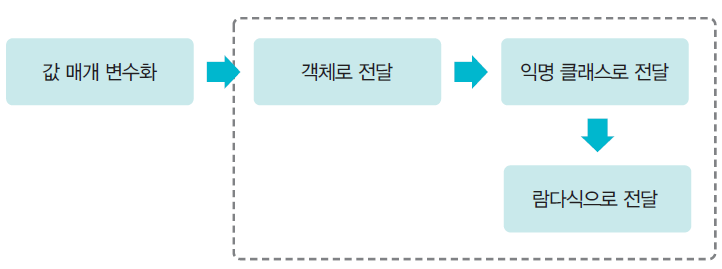 값 매개 변수화
객체로 전달
익명 클래스로 전달
람다식으로 전달